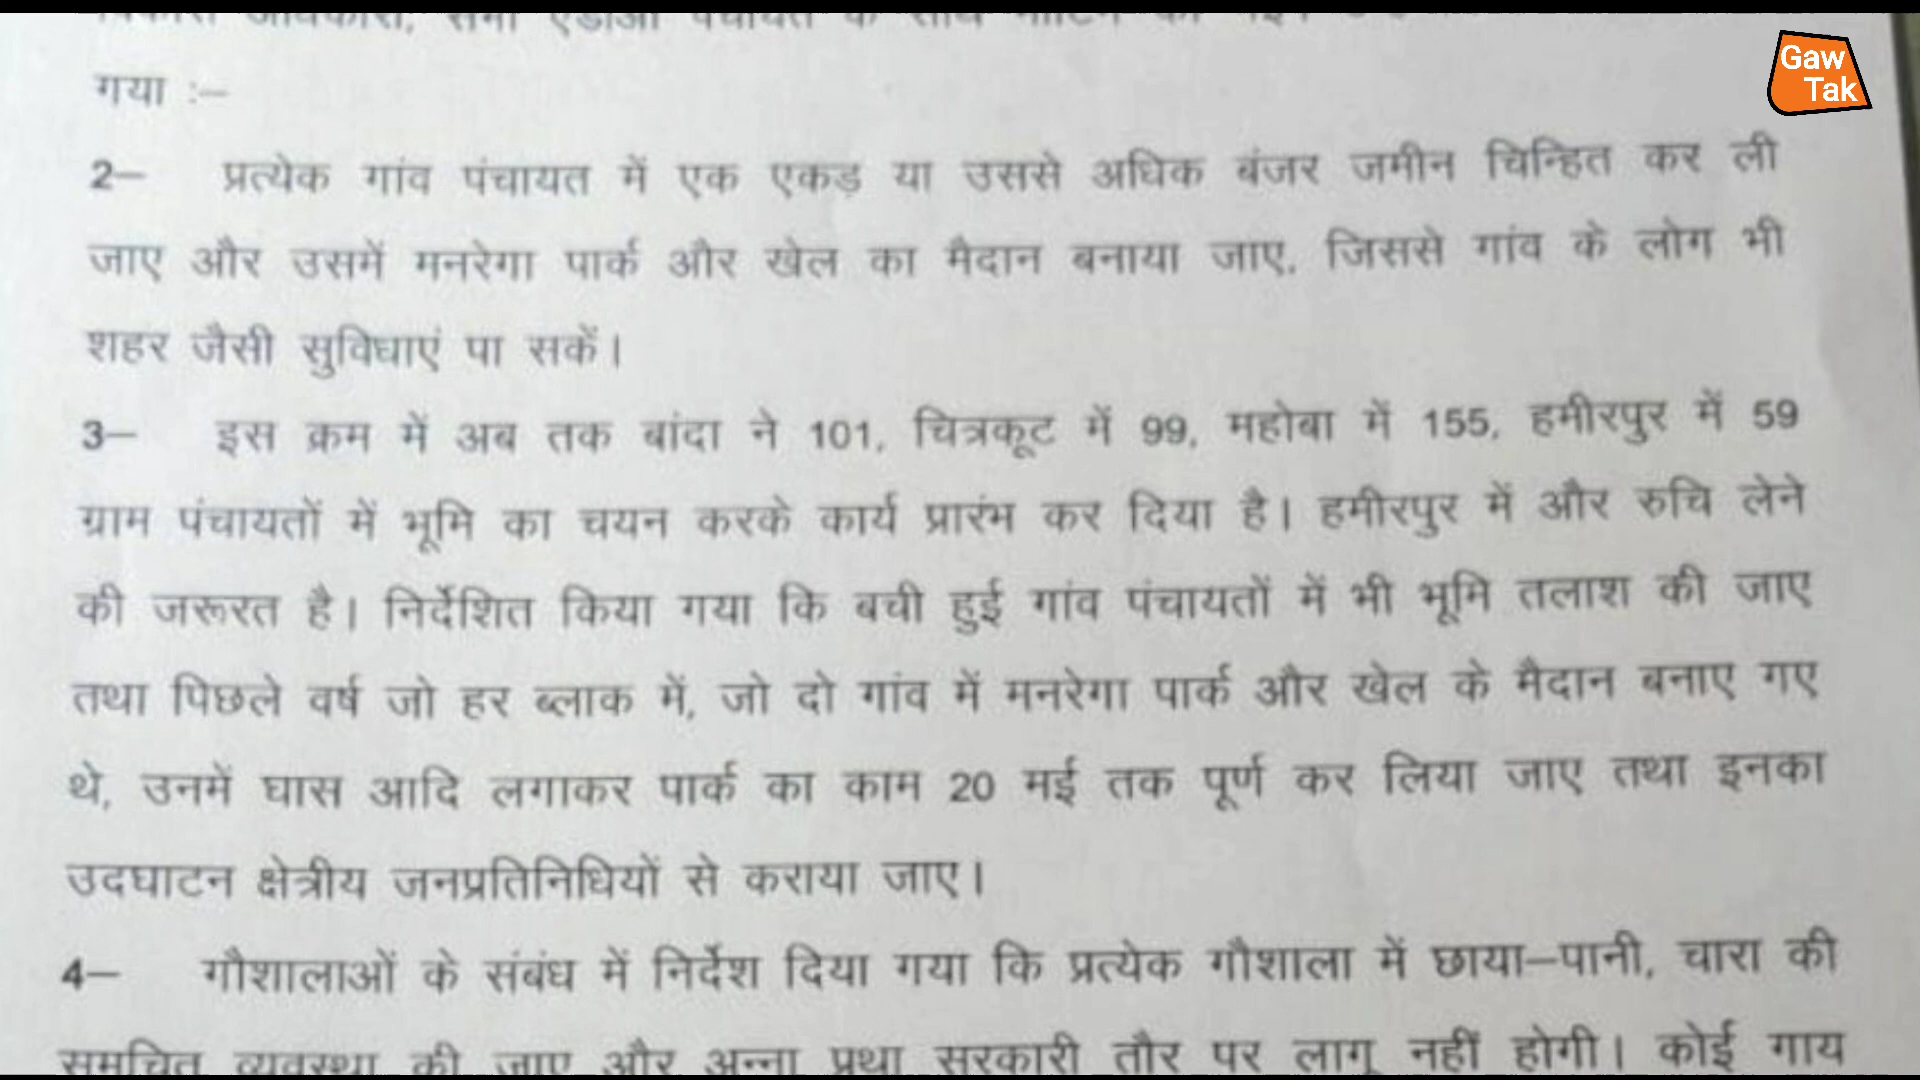 Gaw
Tak
गया :–
2– प्रत्येक गांव पंचायत में एक एकड़ या उससे अधिक बंजर जमीन चिन्हित कर ली
जाए और उसमें मनरेगा पार्क और खेल का मैदान बनाया जाए, जिससे गांव के लोग भी
शहर जैसी सुविधाएं पा सकें।
3– इस क्रम में अब तक बांदा ने 101, चित्रकूट में 99, महोबा में 155, हमीरपुर में 59
ग्राम पंचायतों में भूमि का चयन करके कार्य प्रारंभ कर दिया है। हमीरपुर में और रुचि लेने
की जरूरत है। निर्देशित किया गया कि बची हुई गांव पंचायतों में भी भूमि तलाश की जाए
तथा पिछले वर्ष जो हर ब्लाक में, जो दो गांव में मनरेगा पार्क और खेल के मैदान बनाए गए
थे, उनमें घास आदि लगाकर पार्क का काम 20 मई तक पूर्ण कर लिया जाए तथा इनका
उदघाटन क्षेत्रीय जनप्रतिनिधियों से कराया जाए।
4– गौशालाओं के संबंध में निर्देश दिया गया कि प्रत्येक गौशाला में छाया–पानी, चारा की
समुचित व्यवस्था की जाए और अन्ना प्रथा सरकारी तौर पर लागू नहीं होगी। कोई गाय